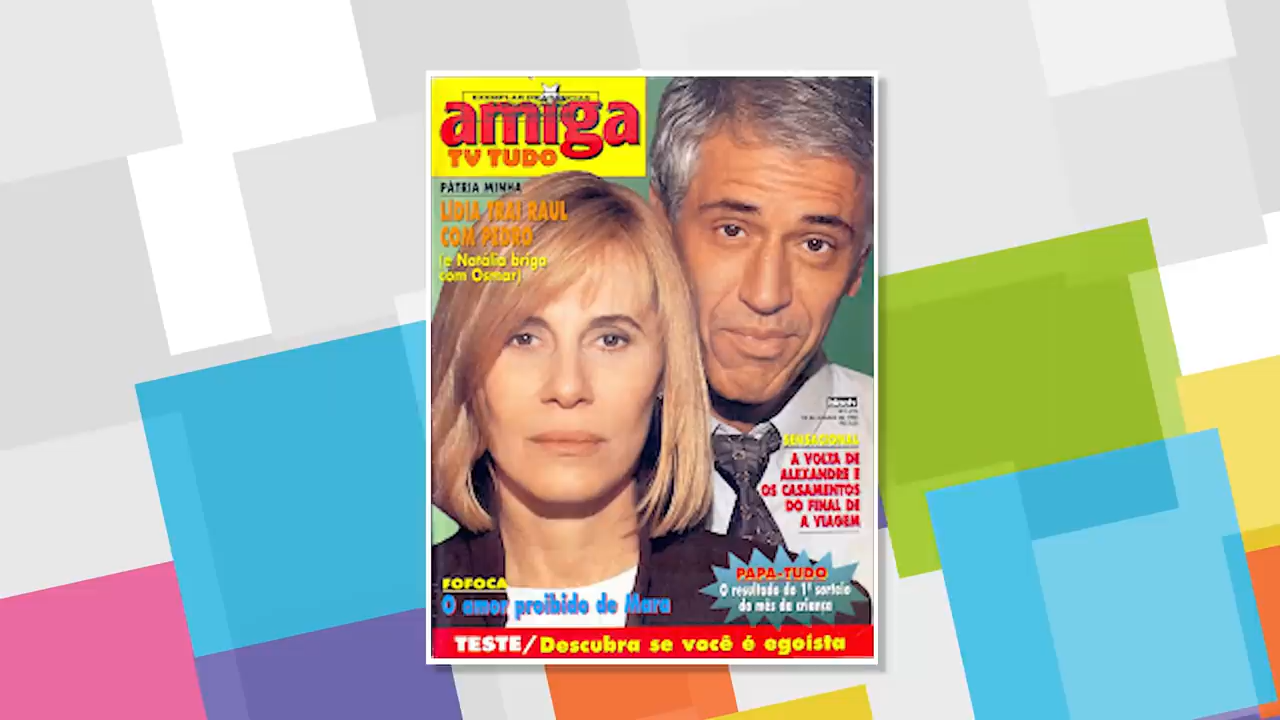 amiga
TV TUDO
PÁTRIA MINHA
LÍDIA TRAI RAUL
COM PEDRO
(e Natália briga
com Osmar)
SENSACIONAL
A VOLTA DE
ALEXANDRE E
OS CASAMENTOS
DO FINAL DE
A VIAGEM
PAPA-TUDO
O resultado do 1º sorteio
do mês da criança
FOFOCA
O amor proibido de Mara
TESTE/Descubra se você é egoísta